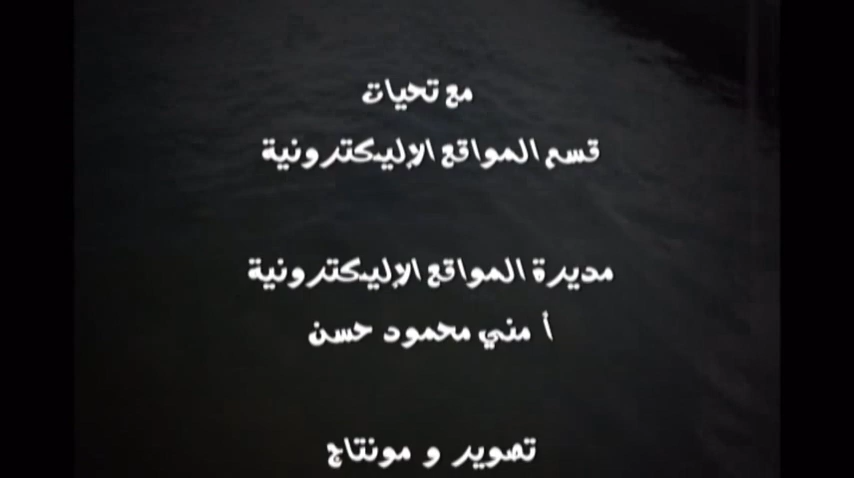 مع تحيات
قسم المواقع الإليكترونية
مديرة المواقع الإليكترونية
أ مني محمود حسن
تصوير و مونتاج